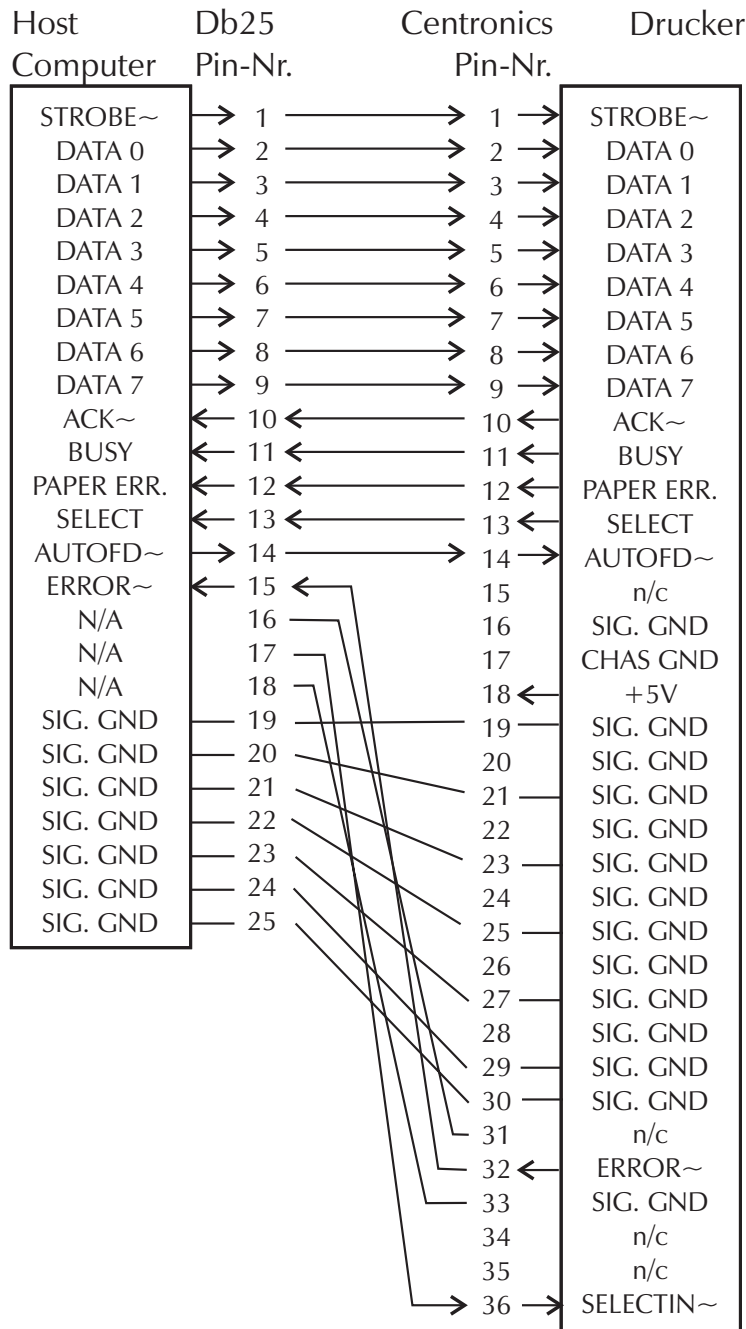 Host Db25 Centronics Drucker
Computer Pin-Nr. Pin-Nr.
STROBE~ 1 1 STROBE~
DATA 0 2 2 DATA 0
DATA 1 3 3 DATA 1
DATA 2 4 4 DATA 2
DATA 3 5 5 DATA 3
DATA 4 6 6 DATA 4
DATA 5 7 7 DATA 5
DATA 6 8 8 DATA 6
DATA 7 9 9 DATA 7
ACK~ 10 10 ACK~
BUSY 11 11 BUSY
PAPER ERR. 12 12 PAPER ERR.
SELECT 13 13 SELECT
AUTOFD~ 14 14 AUTOFD~
ERROR~ 15 15 n/c
N/A 16 16 SIG. GND
N/A 17 17 CHAS GND
N/A 18 18 +5V
SIG. GND 19 19 SIG. GND
SIG. GND 20 20 SIG. GND
SIG. GND 21 21 SIG. GND
SIG. GND 22 22 SIG. GND
SIG. GND 23 23 SIG. GND
SIG. GND 24 24 SIG. GND
SIG. GND 25 25 SIG. GND
26 SIG. GND
27 SIG. GND
28 SIG. GND
29 SIG. GND
30 SIG. GND
31 n/c
32 ERROR~
33 SIG. GND
34 n/c
35 n/c
36 SELECTIN~